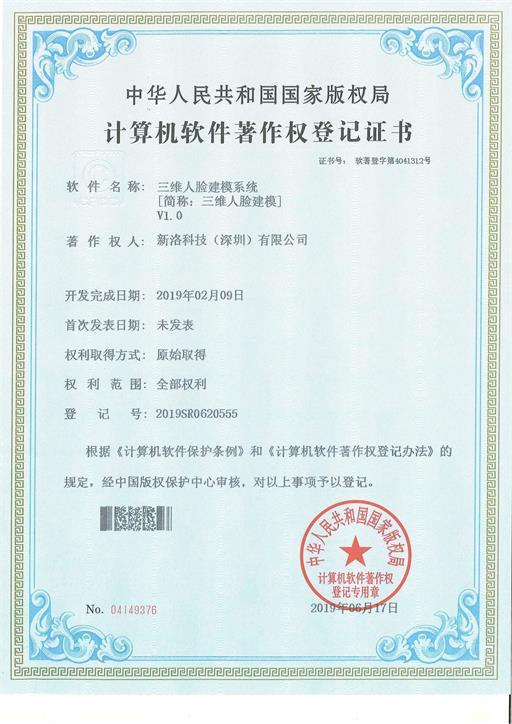 中华人民共和国国家版权局
计算机软件著作权登记证书
证书号： 软著登字第4041312号
软件名称： 三维人脸建模系统
[简称：三维人脸建模]
V1.0
著作权人： 新洛科技（深圳）有限公司
开发完成日期： 2019年02月09日
首次发表日期： 未发表
权利取得方式： 原始取得
权利范围： 全部权利
登记号： 2019SR0620555
根据《计算机软件保护条例》和《计算机软件著作权登记办法》的
规定，经中国版权保护中心审核，对以上事项予以登记。
中华人民共和国国家版权局
计算机软件著作权
登记专用章
No. 04149376
2019年06月17日